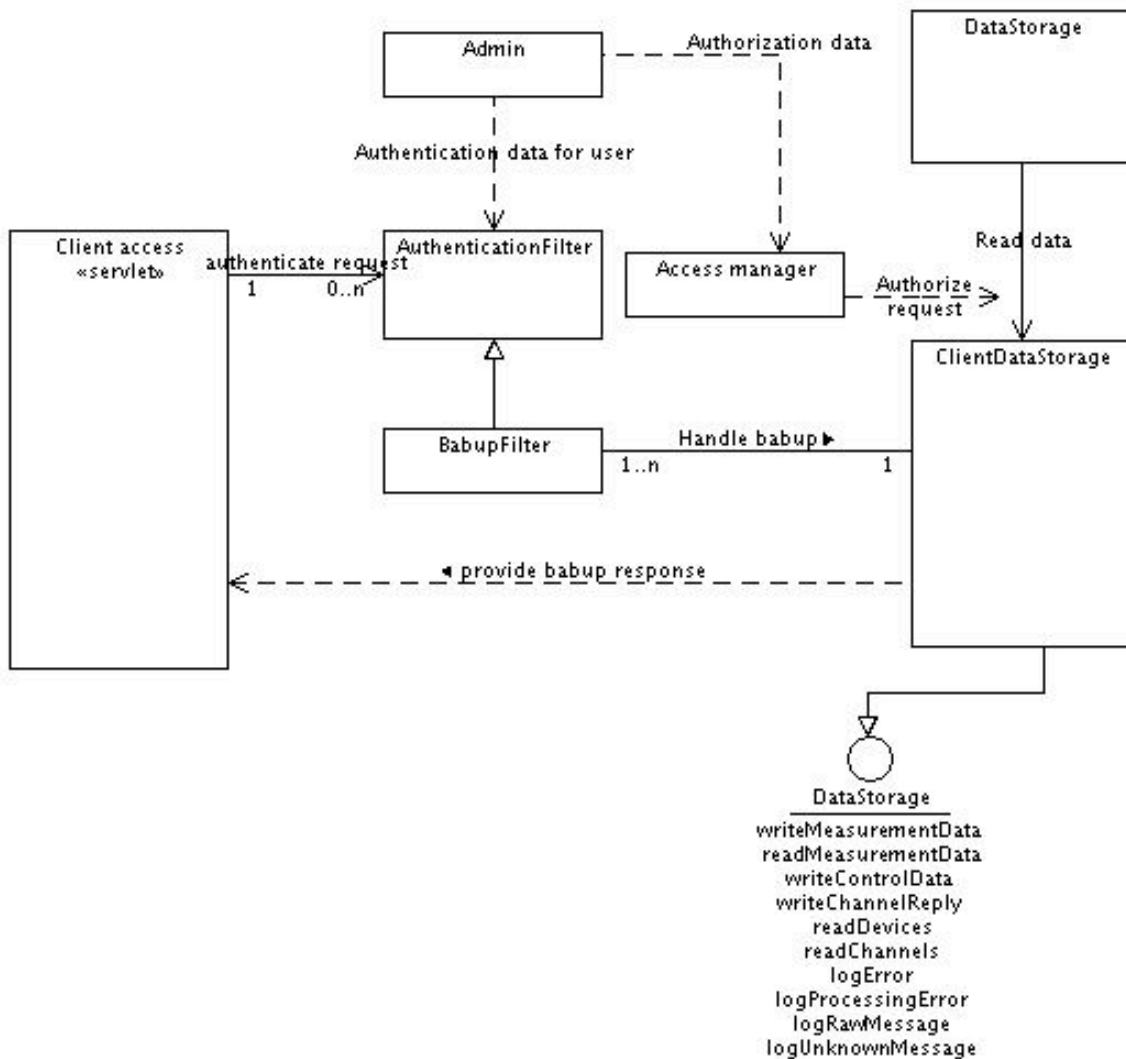 Admin
Authorization data
DataStorage
Authentication data for user
Client access
«servlet»
authenticate request
1
0..n
AuthenticationFilter
Access manager
Read data
Authorize
request
ClientDataStorage
BabupFilter
Handle babup ▶
1..n
1
◀ provide babup response
DataStorage
writeMeasurementData
readMeasurementData
writeControlData
writeChannelReply
readDevices
readChannels
logError
logProcessingError
logRawMessage
logUnknownMessage